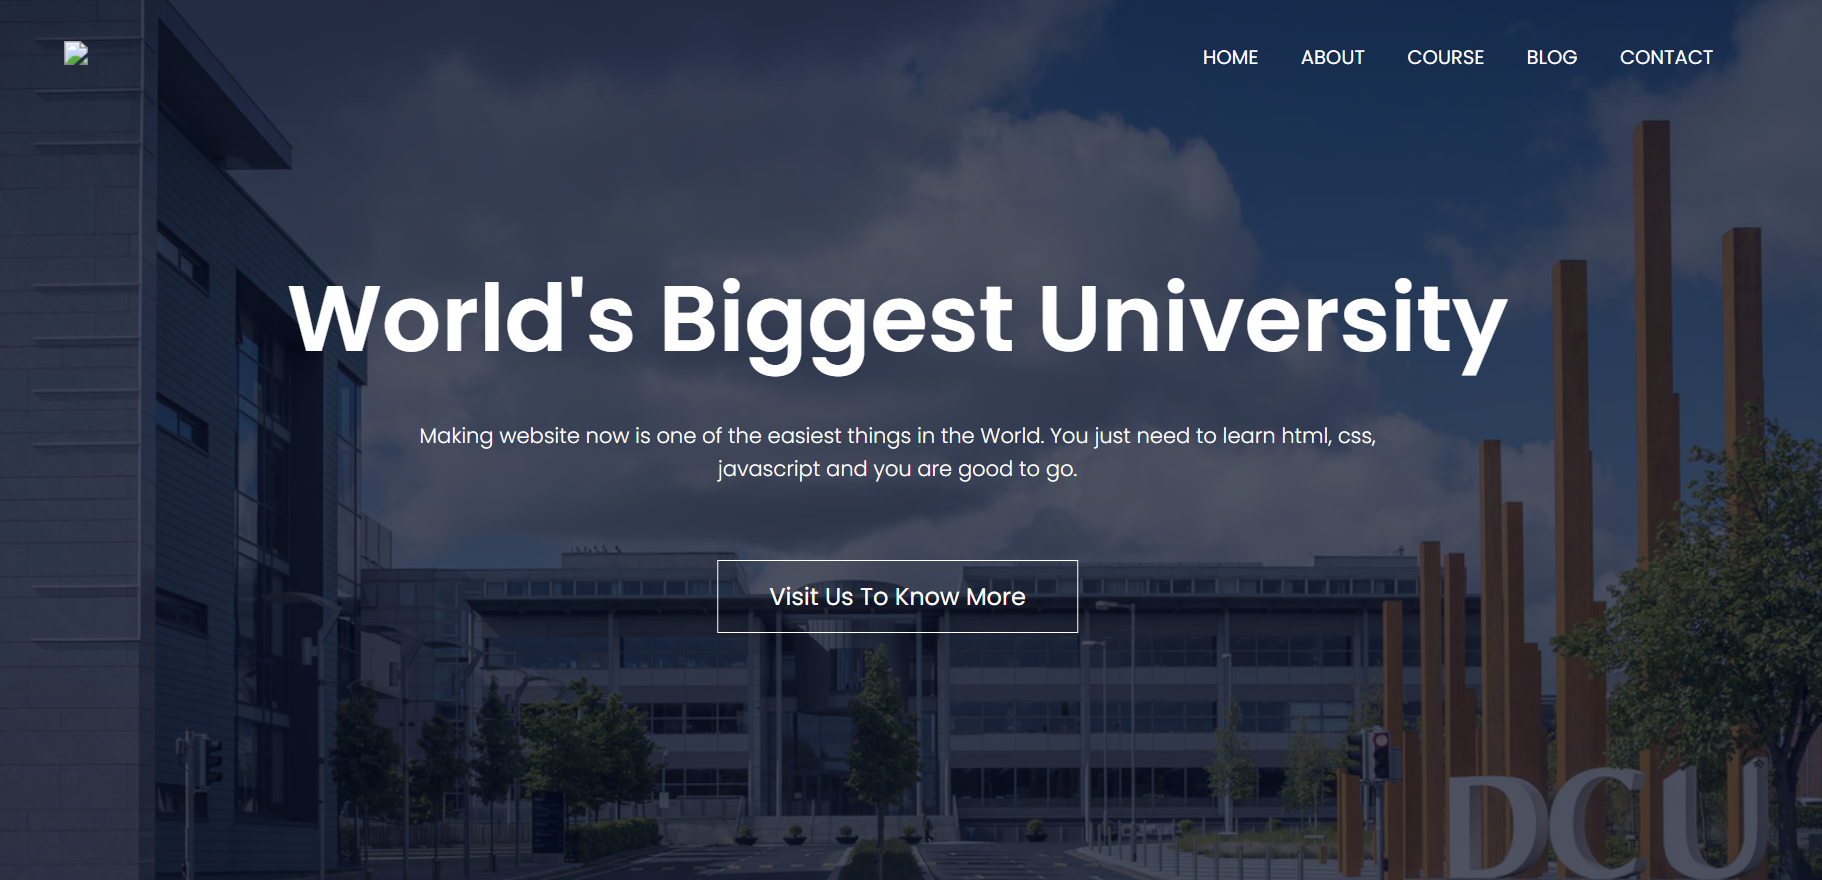 HOME ABOUT COURSE BLOG CONTACT
World's Biggest University
Making website now is one of the easiest things in the World. You just need to learn html, css,
javascript and you are good to go.
Visit Us To Know More
DCU